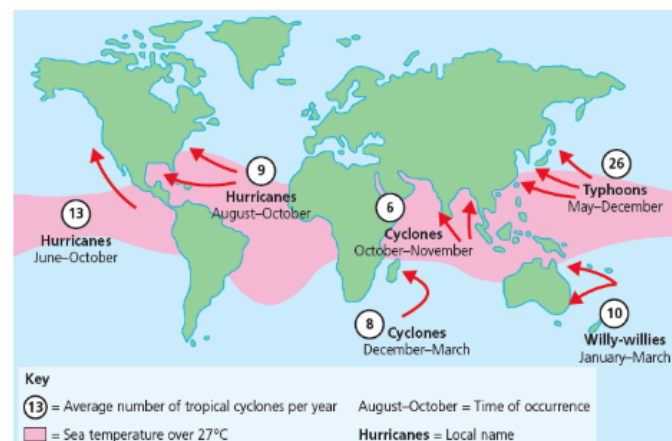 9
Hurricanes
August–October
13
Hurricanes
June–October
6
Cyclones
October–November
26
Typhoons
May–December
8 Cyclones
December–March
10
Willy-willies
January–March
Key
13 = Average number of tropical cyclones per year
August–October = Time of occurrence
= Sea temperature over 27°C
Hurricanes = Local name